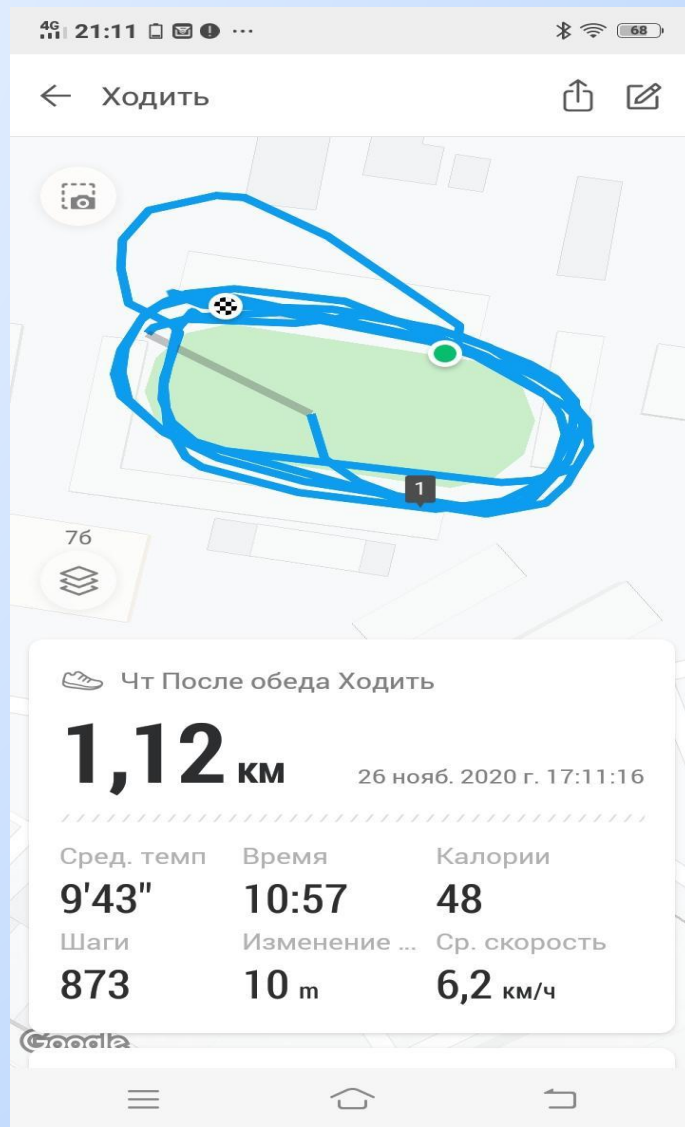 4G 21:11 ... 68
Ходить
1
76
Чт После обеда Ходить
1,12 км 26 нояб. 2020 г. 17:11:16
Сред. темп Время Калории
9'43" 10:57 48
Шаги Изменение ... Ср. скорость
873 10 m 6,2 км/ч
Google